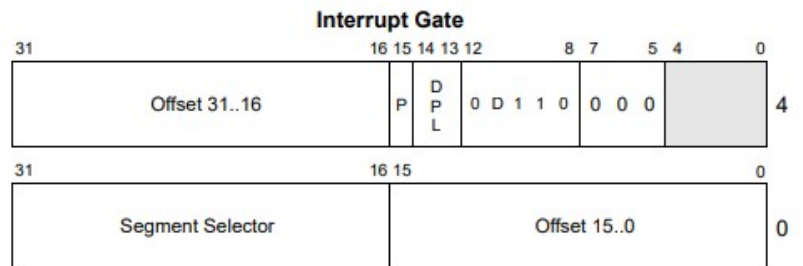 Interrupt Gate
31 16 15 14 13 12 8 7 5 4 0
Offset 31..16 P DPL 0 D 1 1 0 0 0 0 4
31 16 15 0
Segment Selector Offset 15..0 0